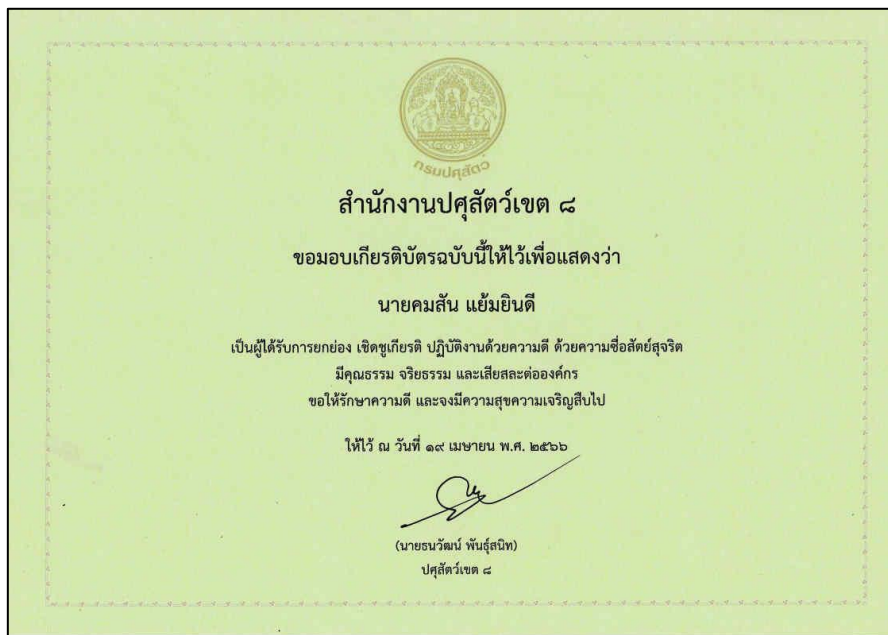 กรมปศุสัตว์
สำนักงานปศุสัตว์เขต ๘
ขอมอบเกียรติบัตรฉบับนี้ให้ไว้เพื่อแสดงว่า
นายคมสัน แย้มยินดี
เป็นผู้ได้รับการยกย่อง เชิดชูเกียรติ ปฏิบัติงานด้วยความดี ด้วยความซื่อสัตย์สุจริต
มีคุณธรรม จริยธรรม และเสียสละต่อองค์กร
ขอให้รักษาความดี และจงมีความสุขความเจริญสืบไป
ให้ไว้ ณ วันที่ ๑๙ เมษายน พ.ศ. ๒๕๖๖
(นายธนวัฒน์ พันธุ์สนิท)
ปศุสัตว์เขต ๘